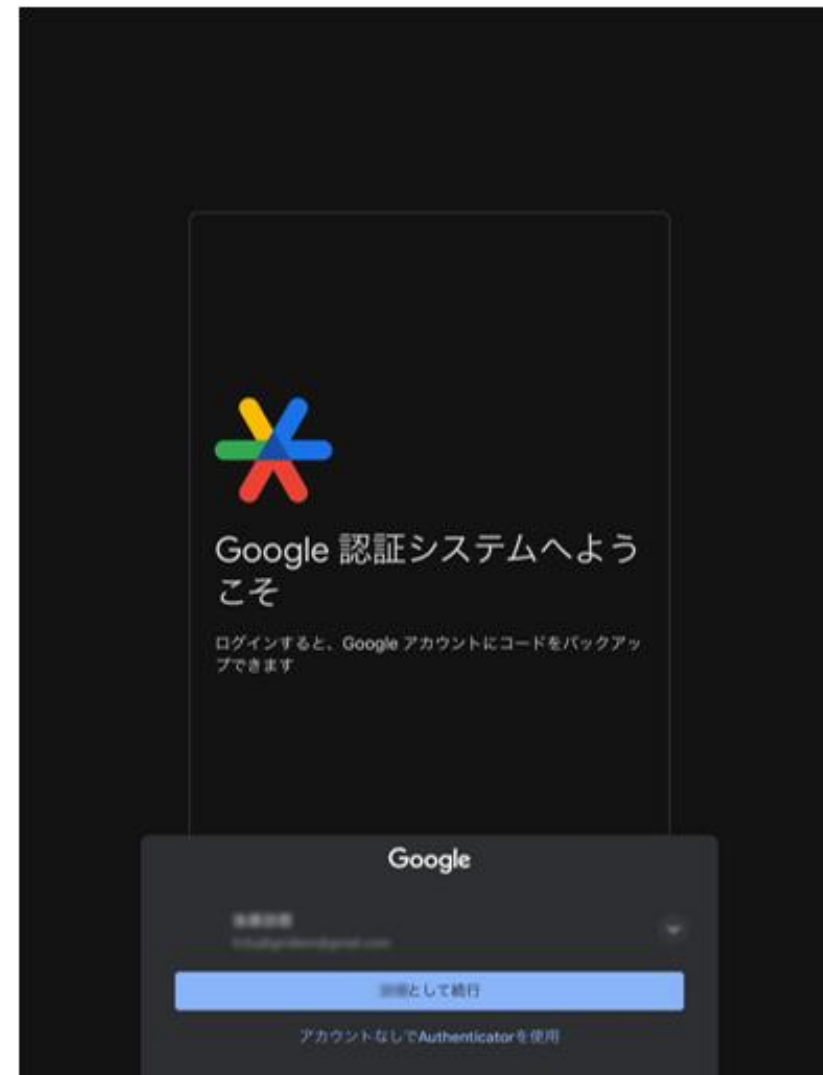 Google 認証システムへよう
こそ
ログインすると、Google アカウントにコードをバックアッ
プできます
Google
として続行
アカウントなしでAuthenticatorを使用